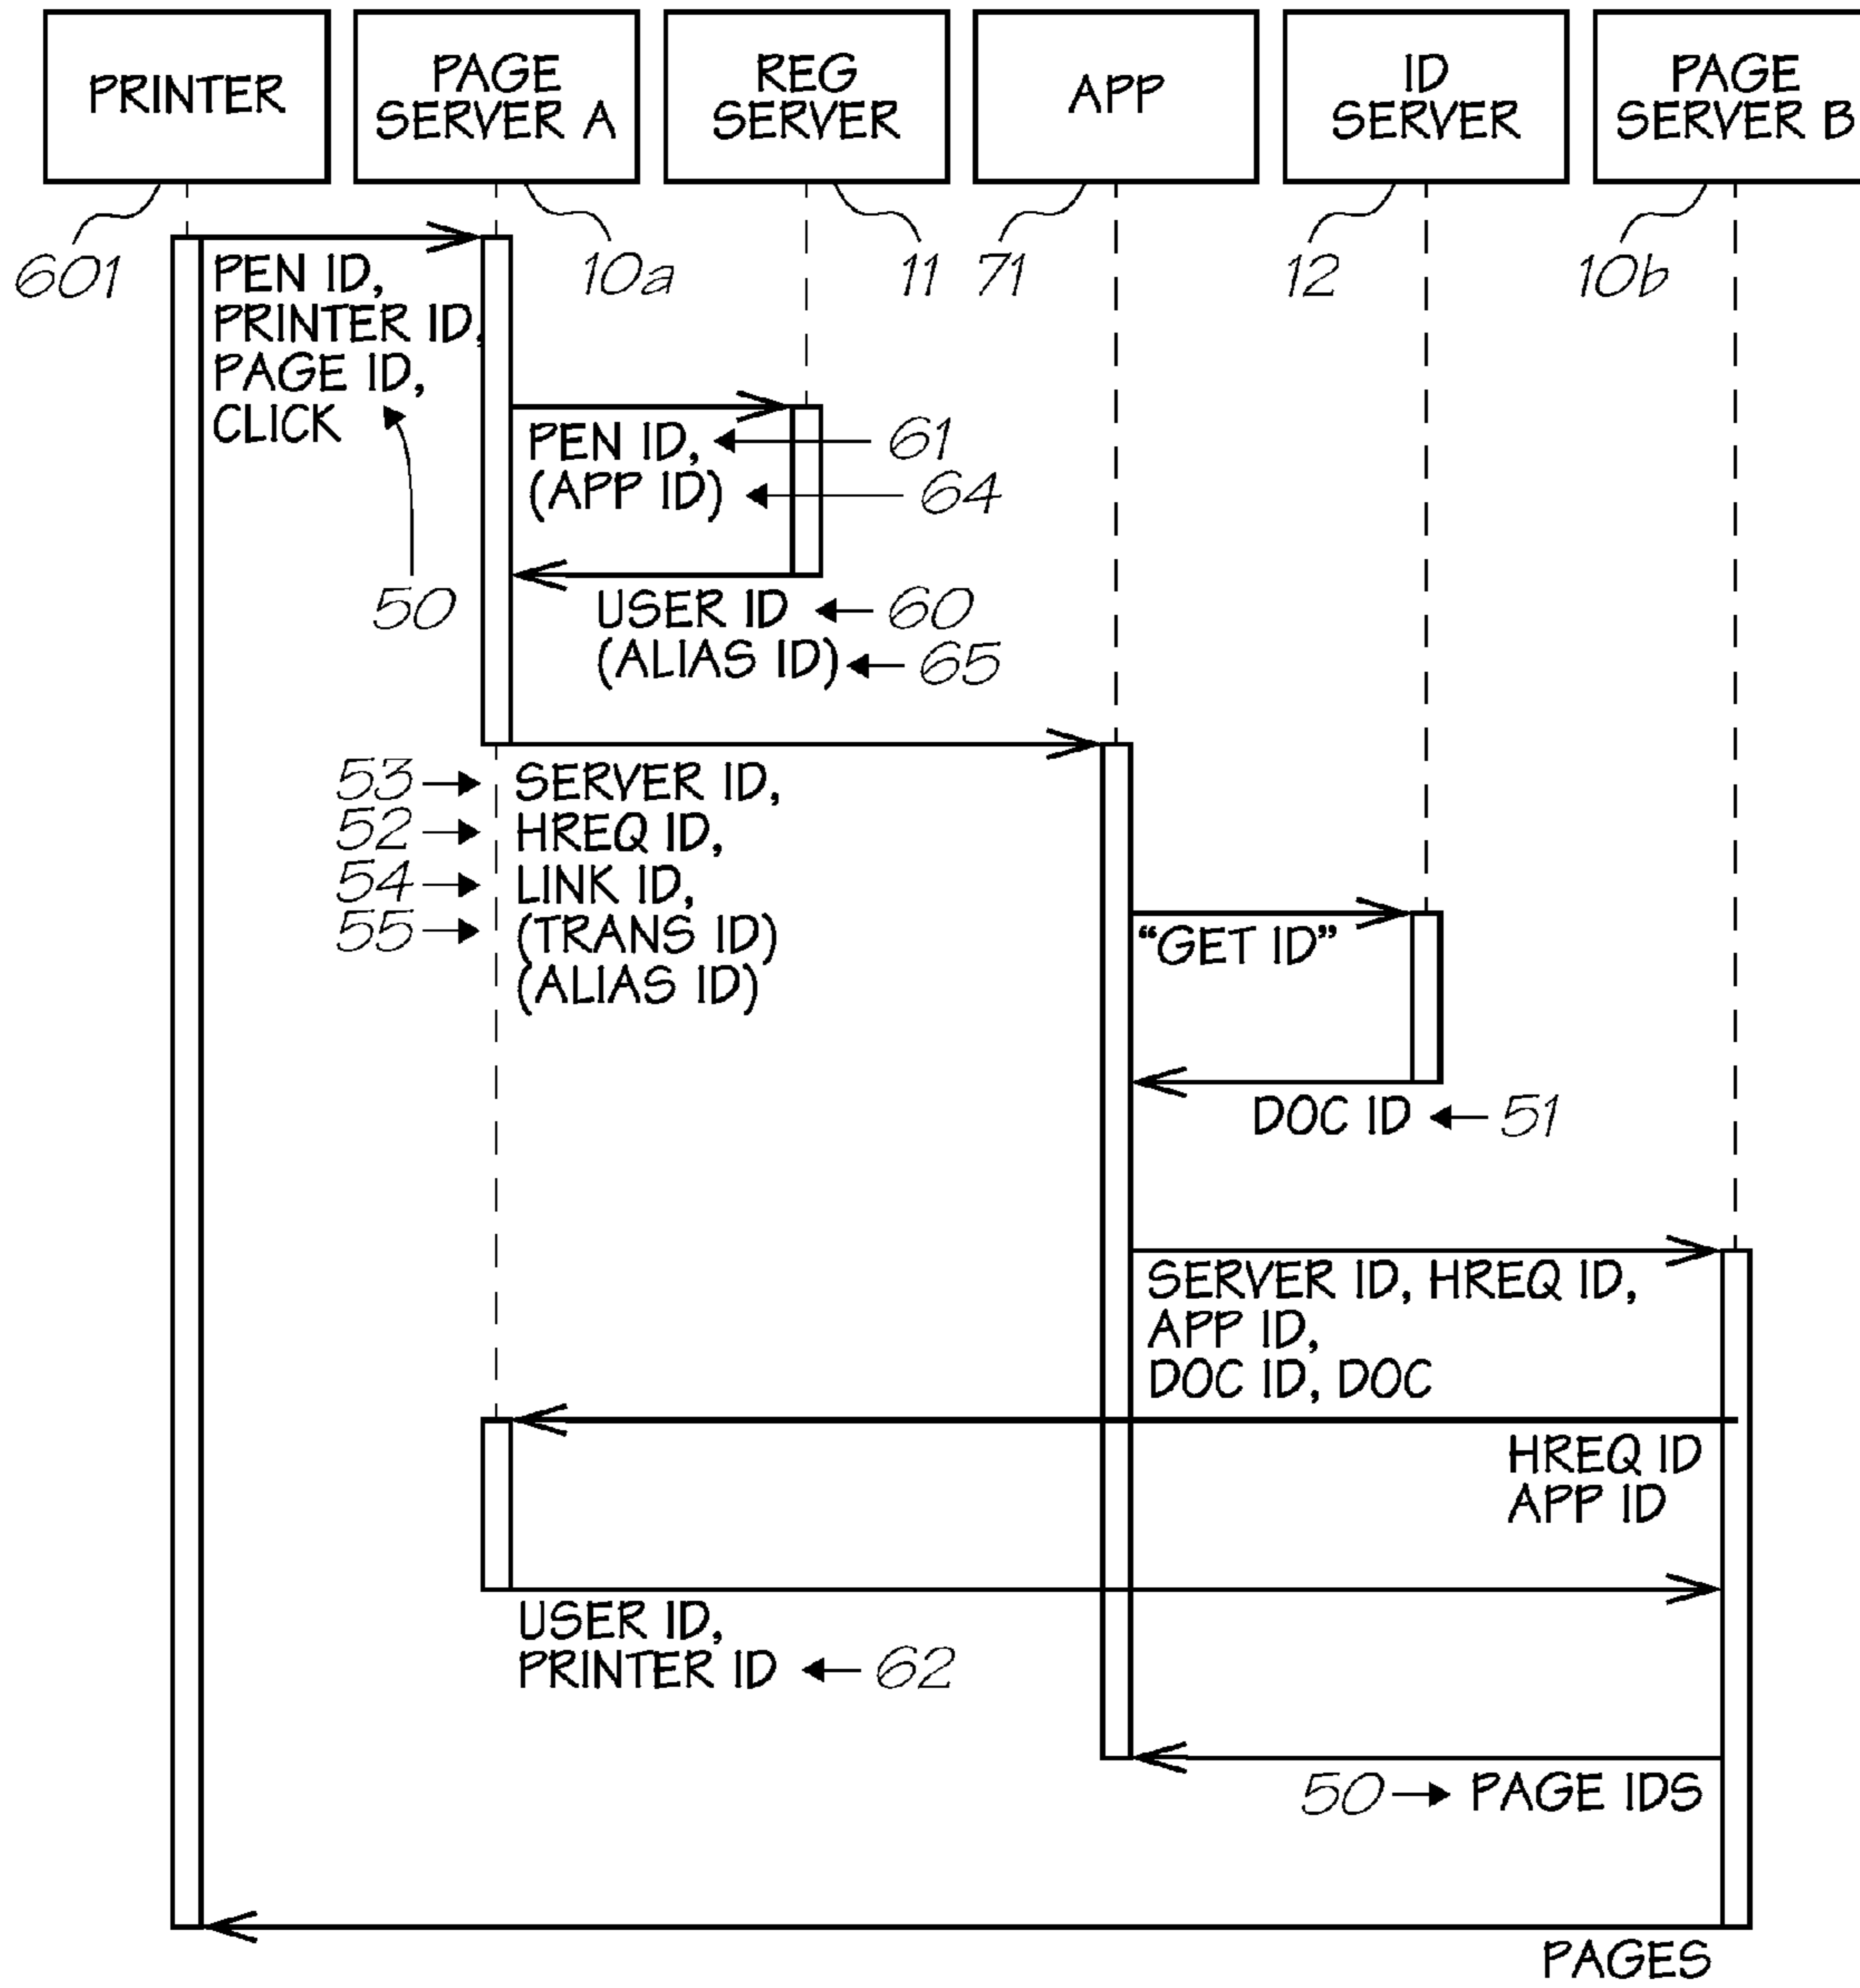 PRINTER
PAGE
SERVER A
REG
SERVER
APP
ID
SERVER
PAGE
SERVER B
601
10a
11
71
12
10b
PEN ID,
PRINTER ID,
PAGE ID,
CLICK
50
PEN ID,
61
(APP ID)
64
USER ID
60
(ALIAS ID)
65
53
SERVER ID,
52
HREQ ID,
54
LINK ID,
55
(TRANS ID)
(ALIAS ID)
“GET ID”
DOC ID
51
SERVER ID, HREQ ID,
APP ID,
DOC ID, DOC
HREQ ID
APP ID
USER ID,
PRINTER ID
62
50
PAGE IDS
PAGES